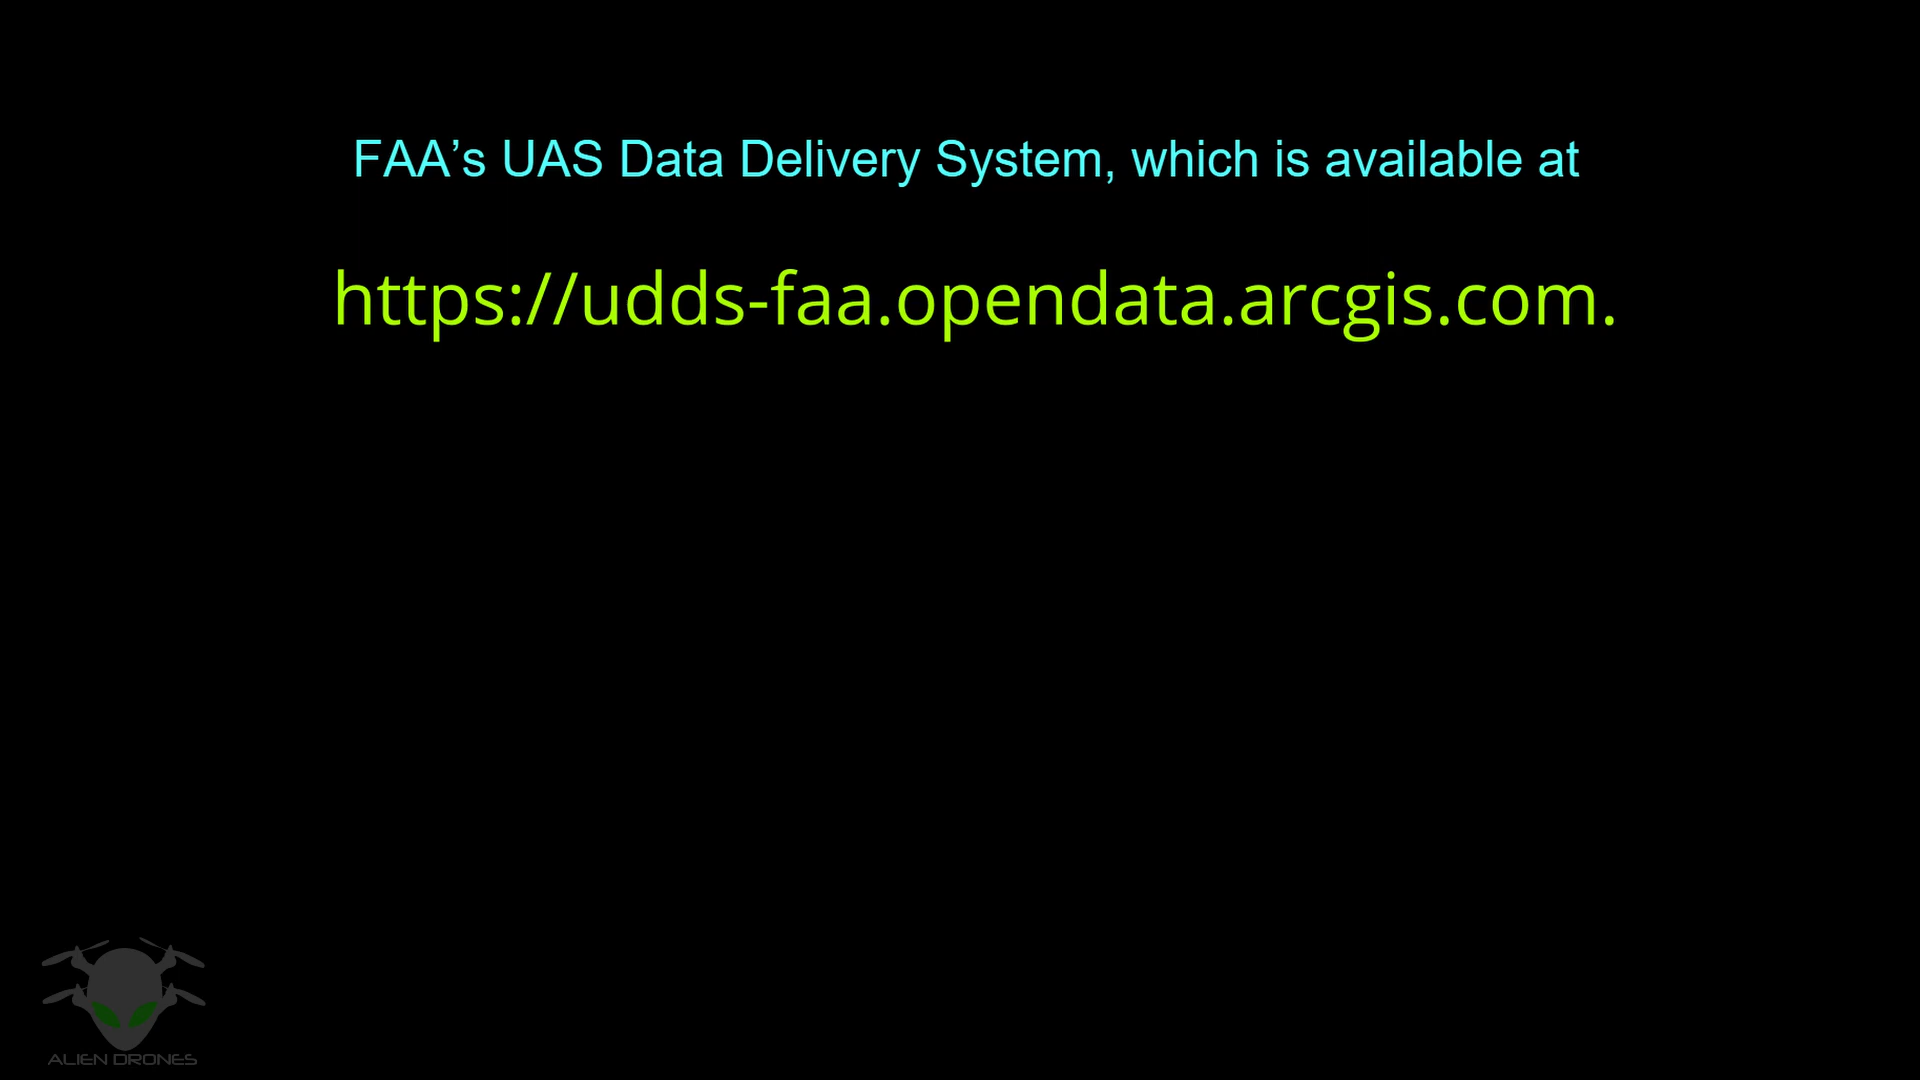 FAA’s UAS Data Delivery System, which is available at
https://udds-faa.opendata.arcgis.com.
ALIEN DRONES